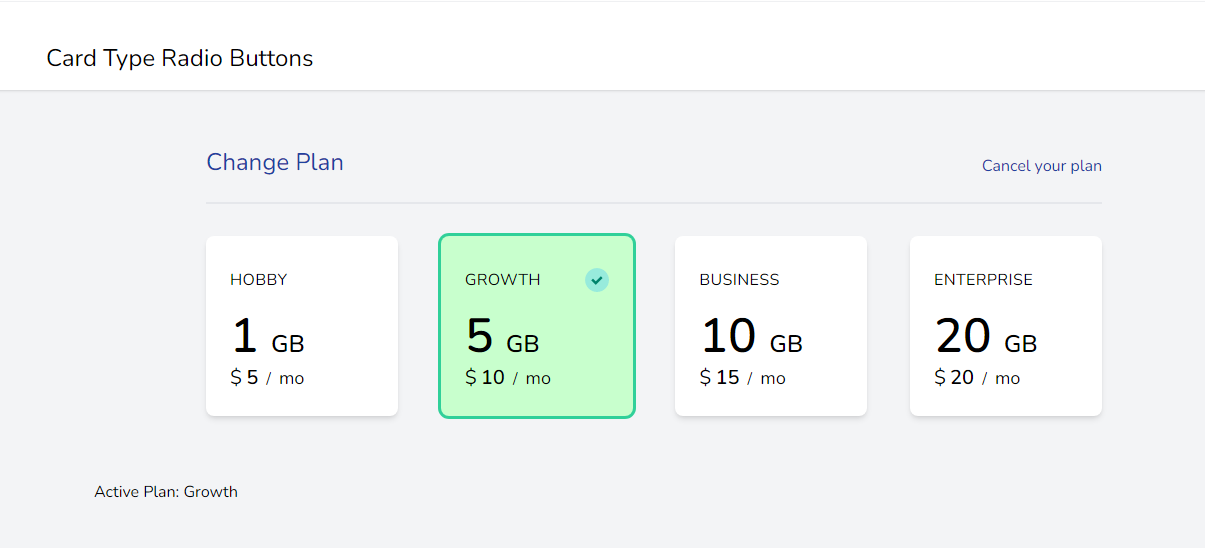 Card Type Radio Buttons
Change Plan
Cancel your plan
HOBBY
1 GB
$ 5 / mo
GROWTH
5 GB
$ 10 / mo
BUSINESS
10 GB
$ 15 / mo
ENTERPRISE
20 GB
$ 20 / mo
Active Plan: Growth